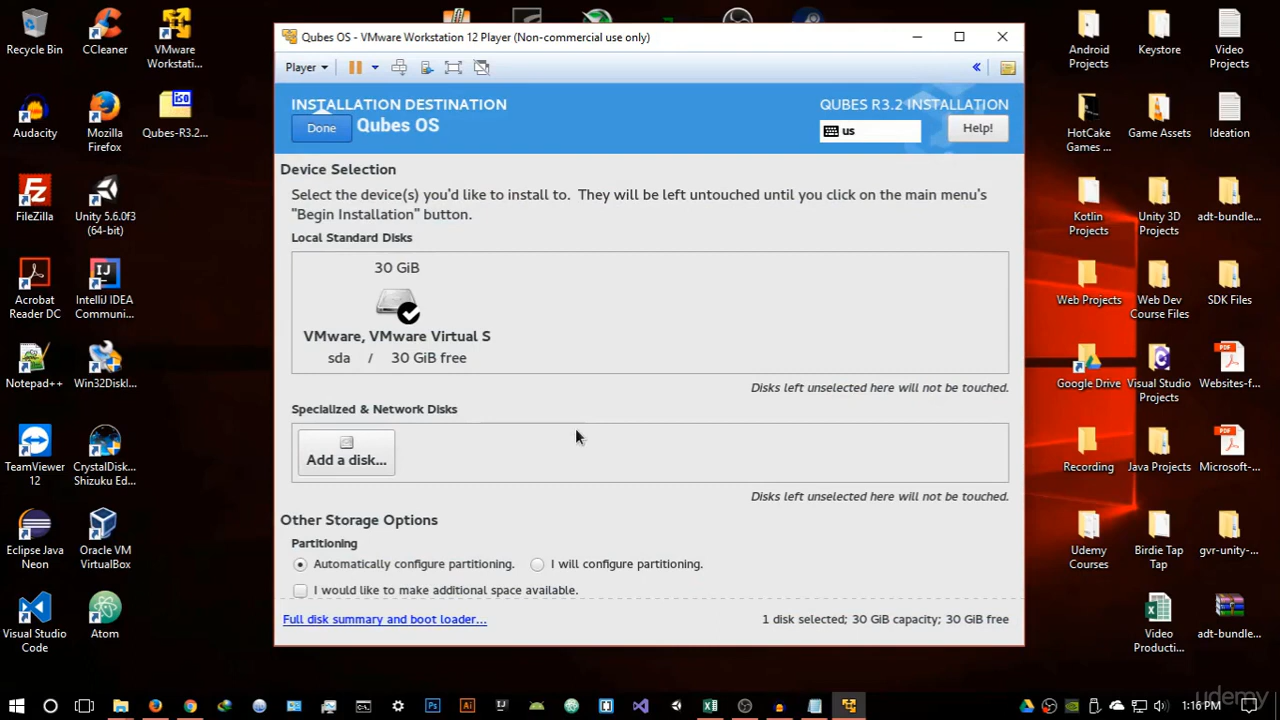 Qubes OS - VMware Workstation 12 Player (Non-commercial use only)
Player
INSTALLATION DESTINATION
QUBES R3.2 INSTALLATION
Done
Qubes OS
us
Help!
Device Selection
Select the device(s) you'd like to install to. They will be left untouched until you click on the main menu's
"Begin Installation" button.
Local Standard Disks
30 GiB
VMware, VMware Virtual S
sda / 30 GiB free
Disks left unselected here will not be touched.
Specialized & Network Disks
Add a disk...
Disks left unselected here will not be touched.
Other Storage Options
Partitioning
Automatically configure partitioning.
I will configure partitioning.
I would like to make additional space available.
Full disk summary and boot loader...
1 disk selected; 30 GiB capacity; 30 GiB free
Recycle Bin
CCleaner
VMware
Workstati...
Audacity
Mozilla
Firefox
iso
Qubes-R3.2...
FileZilla
Unity 5.6.0f3
(64-bit)
Acrobat
Reader DC
IntelliJ IDEA
Communi...
Notepad++
Win32DiskI...
TeamViewer
12
CrystalDisk...
Shizuku Ed...
Eclipse Java
Neon
Oracle VM
VirtualBox
Visual Studio
Code
Atom
Android
Projects
Keystore
Video
Projects
HotCake
Games ...
Game Assets
Ideation
Kotlin
Projects
Unity 3D
Projects
adt-bundle...
Web Projects
Web Dev
Course Files
SDK Files
Google Drive
Visual Studio
Projects
PDF
Websites-f...
Recording
Java Projects
PDF
Microsoft-...
Udemy
Courses
Birdie Tap
Tap
gvr-unity-...
Video
Producti...
adt-bundle...
Ps
Ai
IJ
1:16 PM
udemy